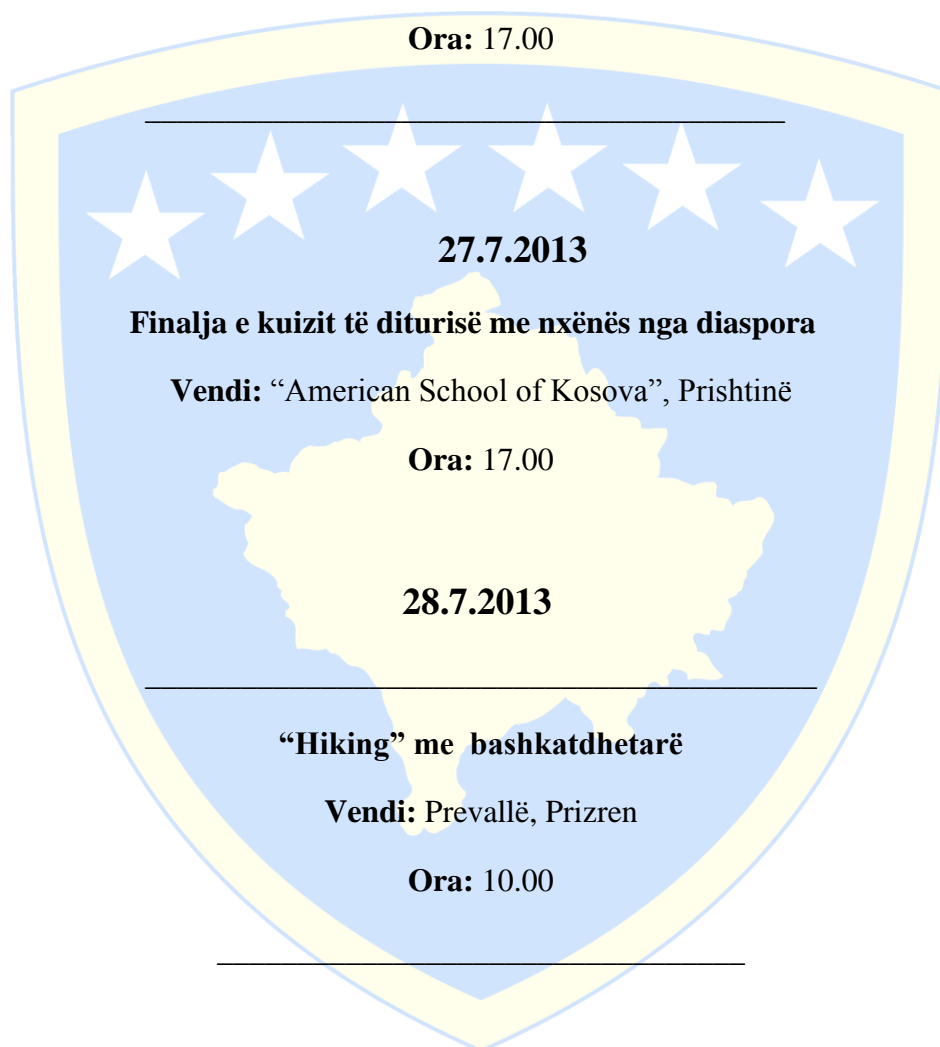 Ora: 17.00
27.7.2013
Finalja e kuizit të diturisë me nxënës nga diaspora
Vendi: “American School of Kosova”, Prishtinë
Ora: 17.00
28.7.2013
“Hiking” me  bashkatdhetarë
Vendi: Prevallë, Prizren
Ora: 10.00